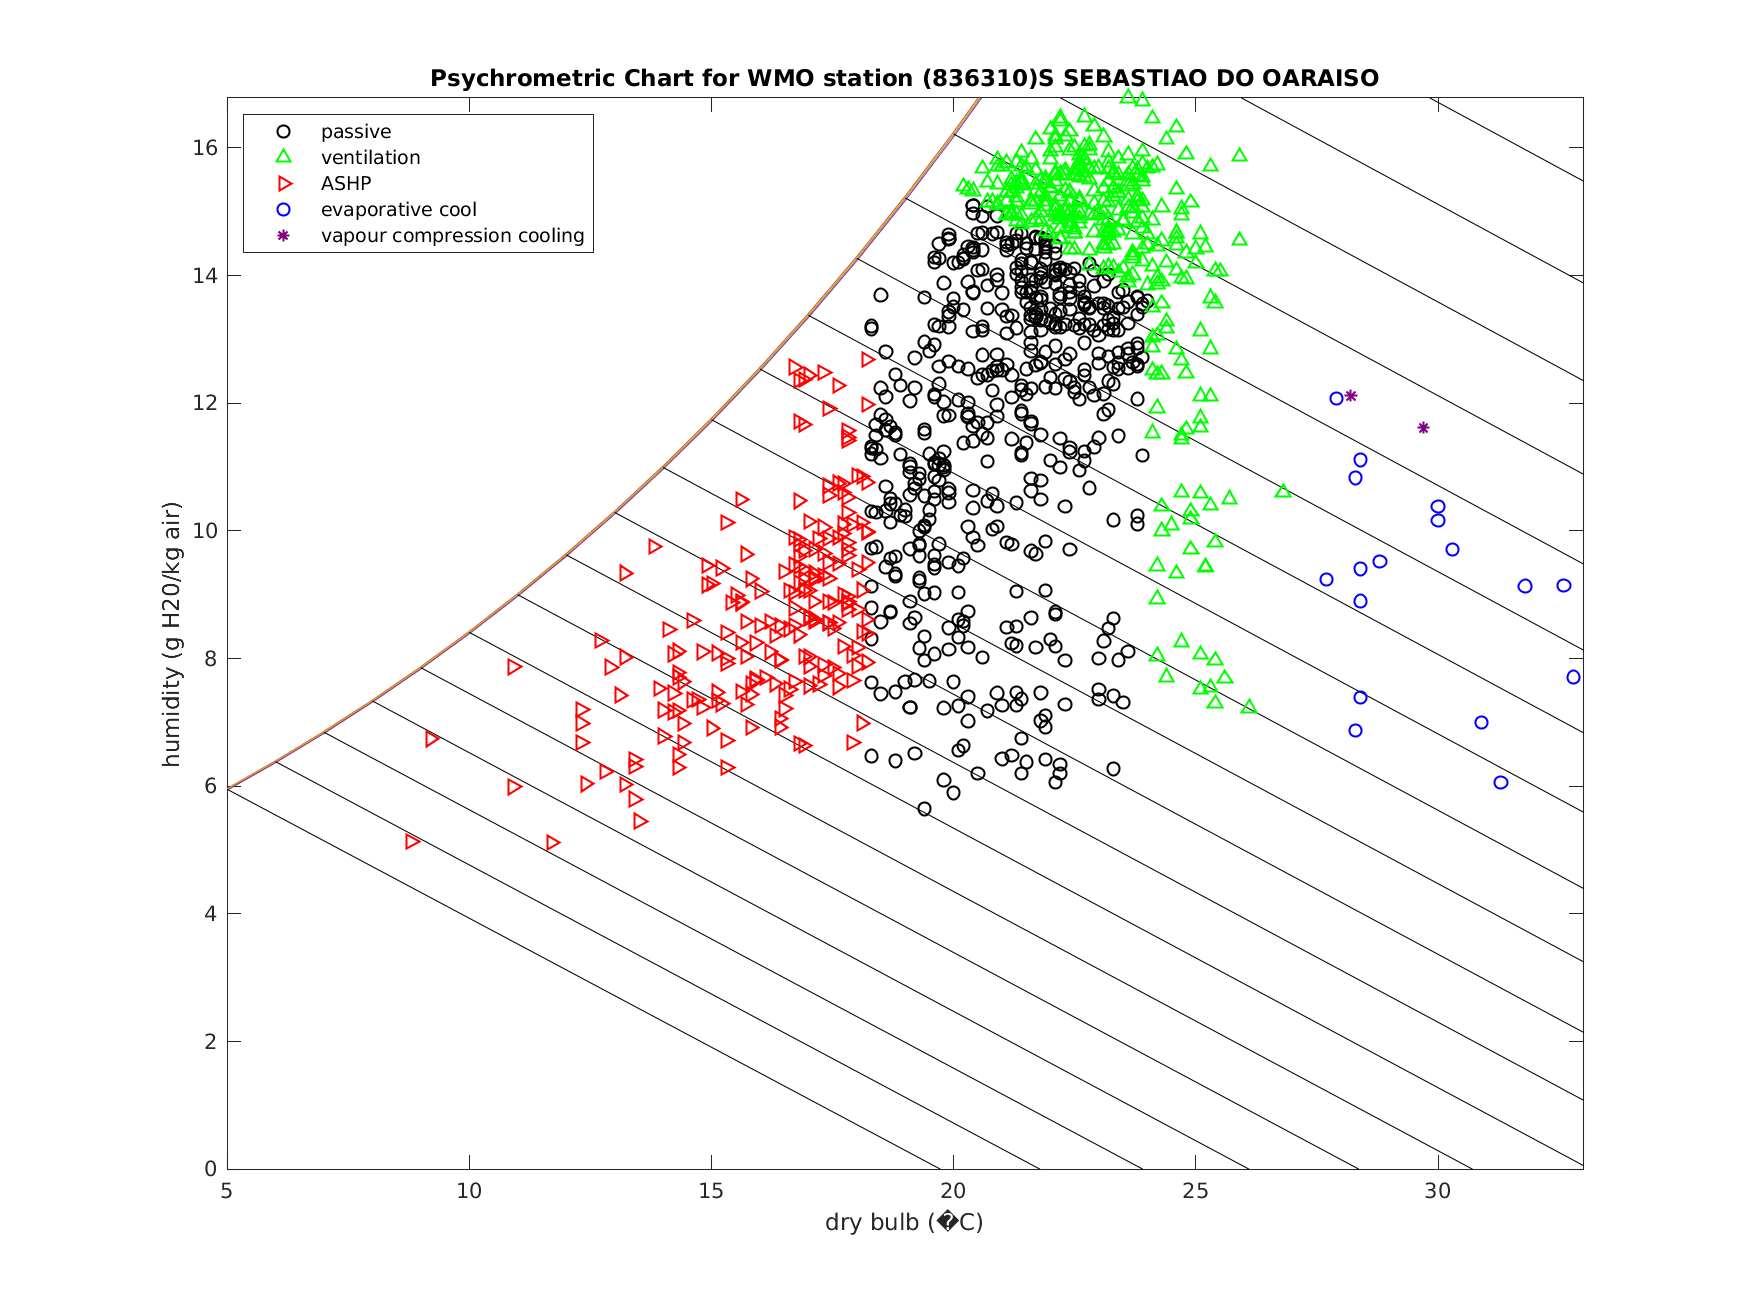 Psychrometric Chart for WMO station (836310)S SEBASTIAO DO OARAISO
passive
ventilation
ASHP
evaporative cool
vapour compression cooling
humidity (g H20/kg air)
16
14
12
10
8
6
4
2
0
5 10 15 20 25 30
dry bulb (�C)